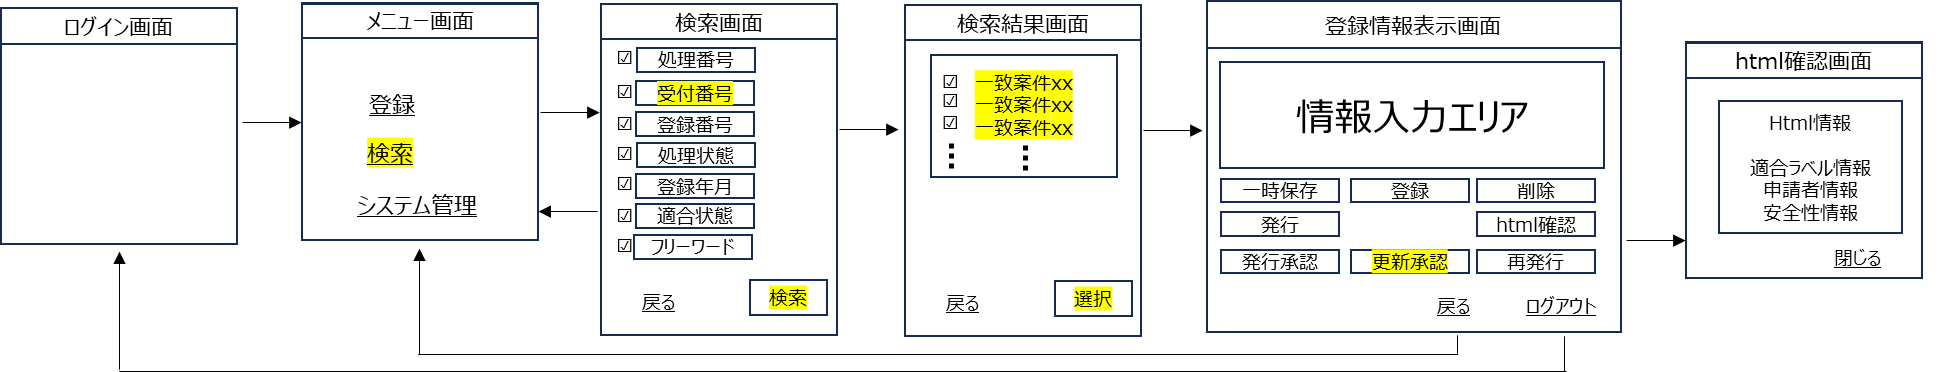 ログイン画面
メニュー画面
登録
検索
システム管理
検索画面
☑ 処理番号
☑ 受付番号
☑ 登録番号
☑ 処理状態
☑ 登録年月
☑ 適合状態
☑ フリーワード
戻る
検索
検索結果画面
☑ 一致案件xx
☑ 一致案件xx
☑ 一致案件xx
戻る
選択
登録情報表示画面
情報入力エリア
一時保存 登録 削除
発行 html確認
発行承認 更新承認 再発行
戻る ログアウト
html確認画面
Html情報
適合ラベル情報
申請者情報
安全性情報
閉じる